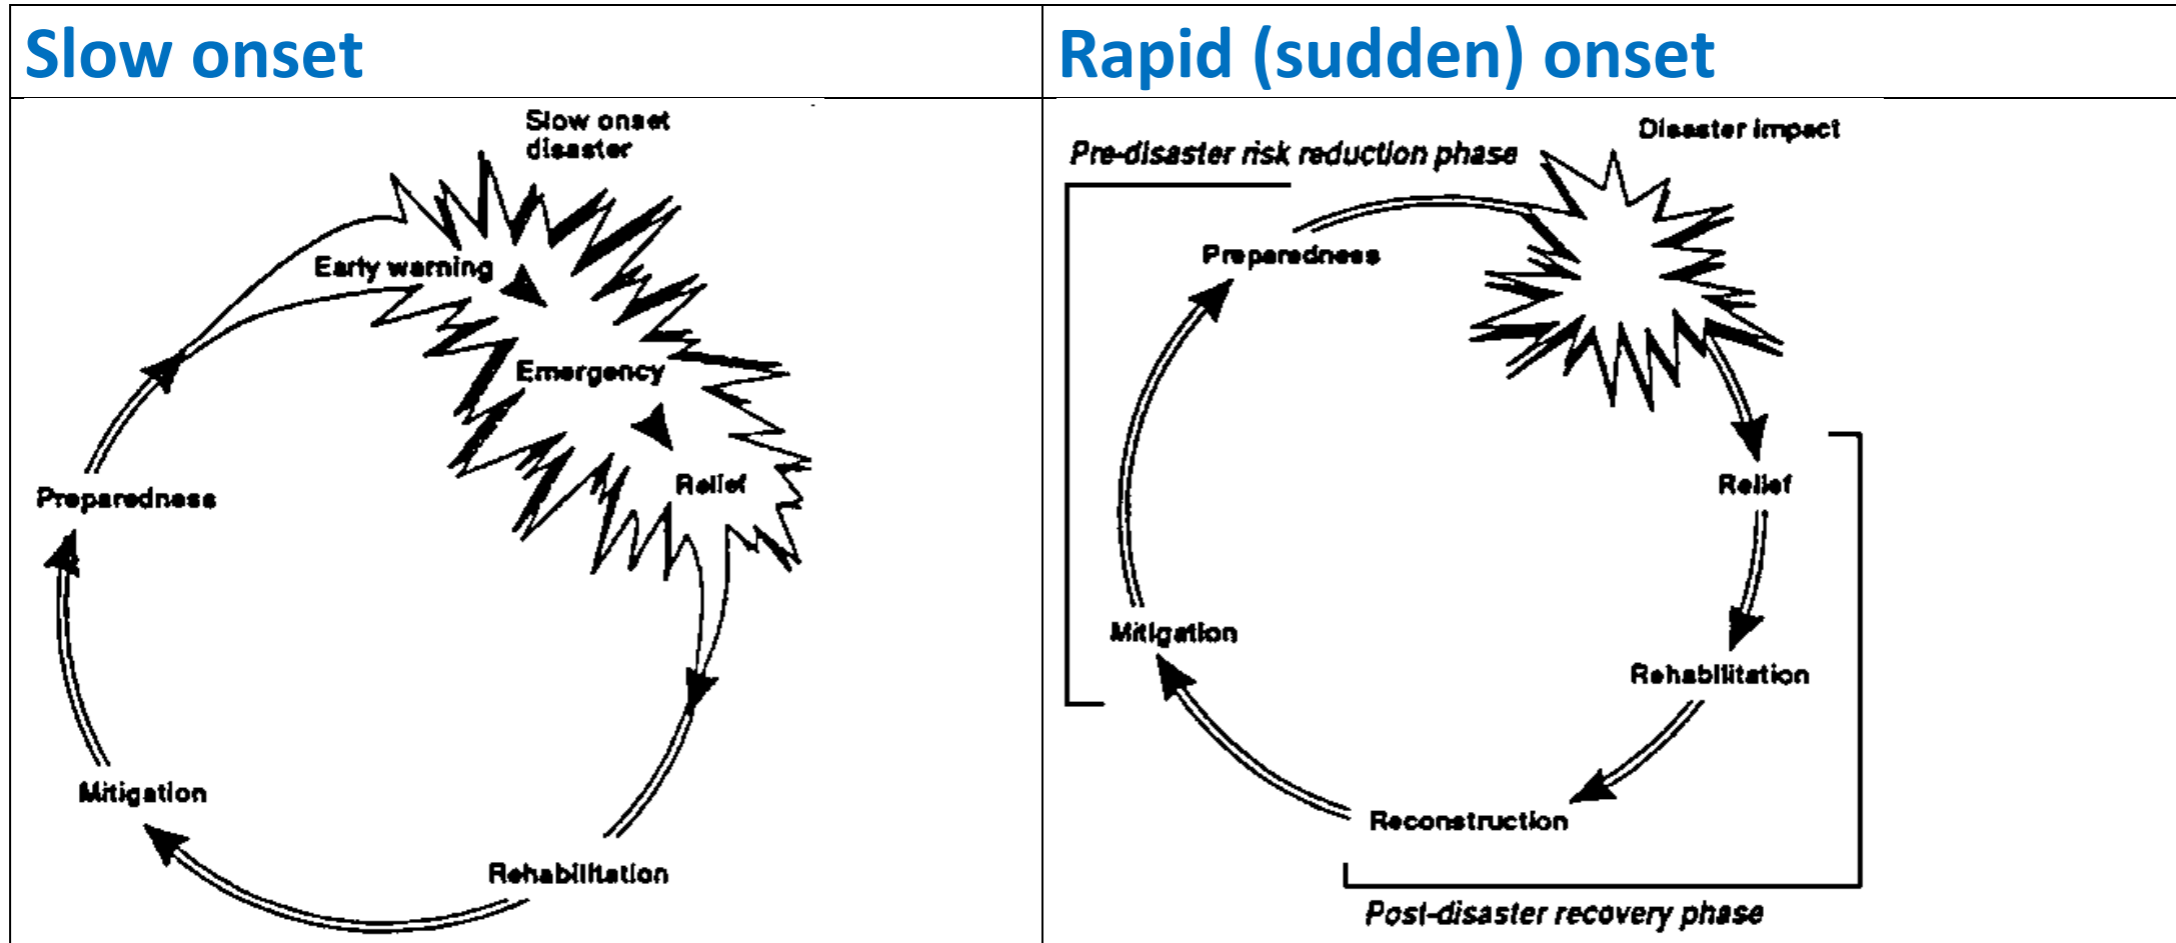 Slow onset
Rapid (sudden) onset
Slow onset
disaster
Early warning
Emergency
Relief
Preparedness
Mitigation
Rehabilitation
Disaster impact
Pre-disaster risk reduction phase
Preparedness
Relief
Mitigation
Rehabilitation
Reconstruction
Post-disaster recovery phase